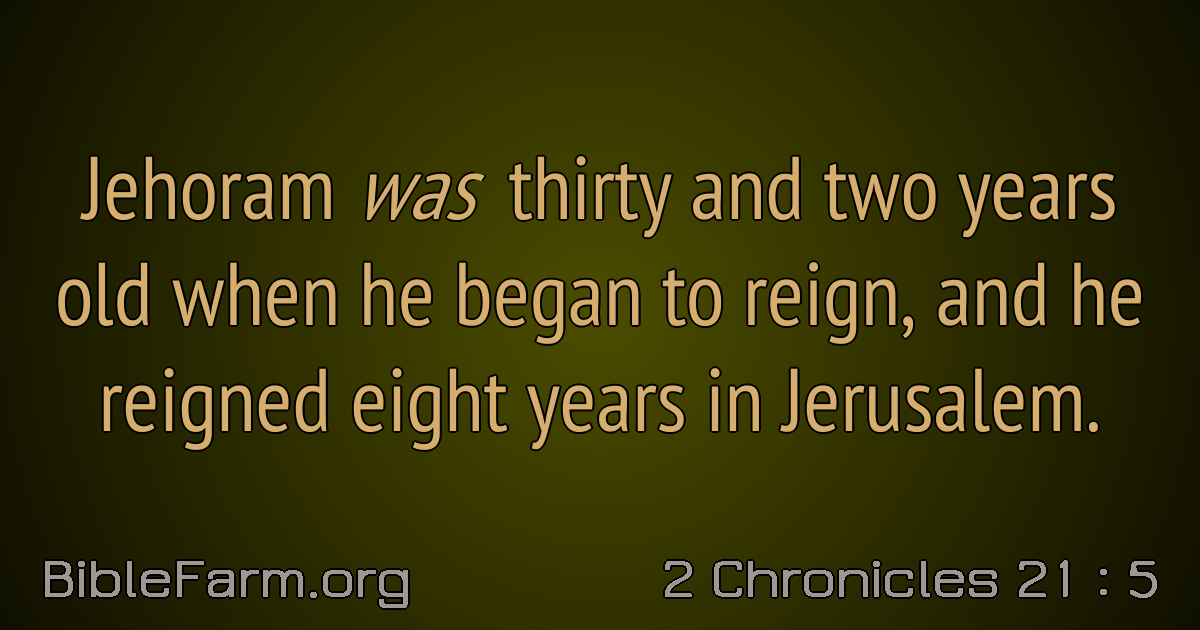 Jehoram was thirty and two years
old when he began to reign, and he
reigned eight years in Jerusalem.
BibleFarm.org
2 Chronicles 21 : 5